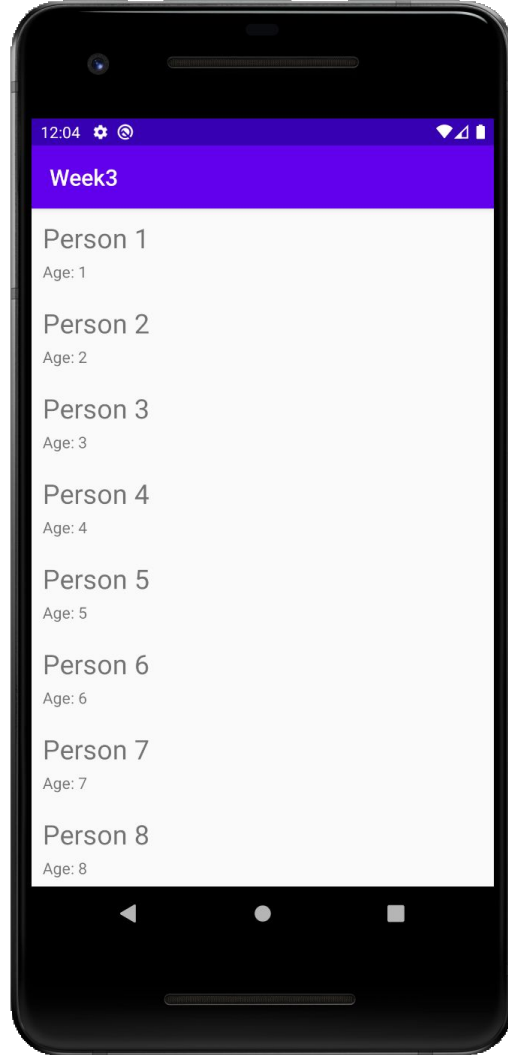 12:04
Week3
Person 1
Age: 1
Person 2
Age: 2
Person 3
Age: 3
Person 4
Age: 4
Person 5
Age: 5
Person 6
Age: 6
Person 7
Age: 7
Person 8
Age: 8